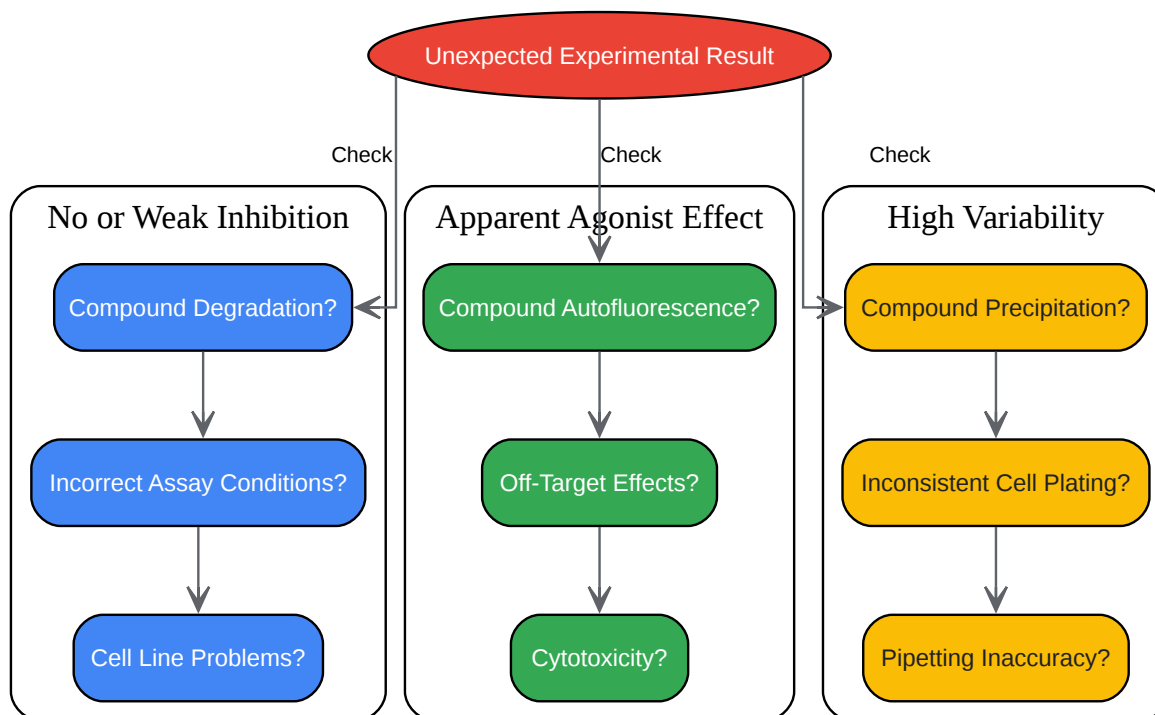 Unexpected Experimental Result
Check
Check
Check
No or Weak Inhibition
Apparent Agonist Effect
High Variability
Compound Degradation?
Compound Autofluorescence?
Compound Precipitation?
Incorrect Assay Conditions?
Off-Target Effects?
Inconsistent Cell Plating?
Cell Line Problems?
Cytotoxicity?
Pipetting Inaccuracy?